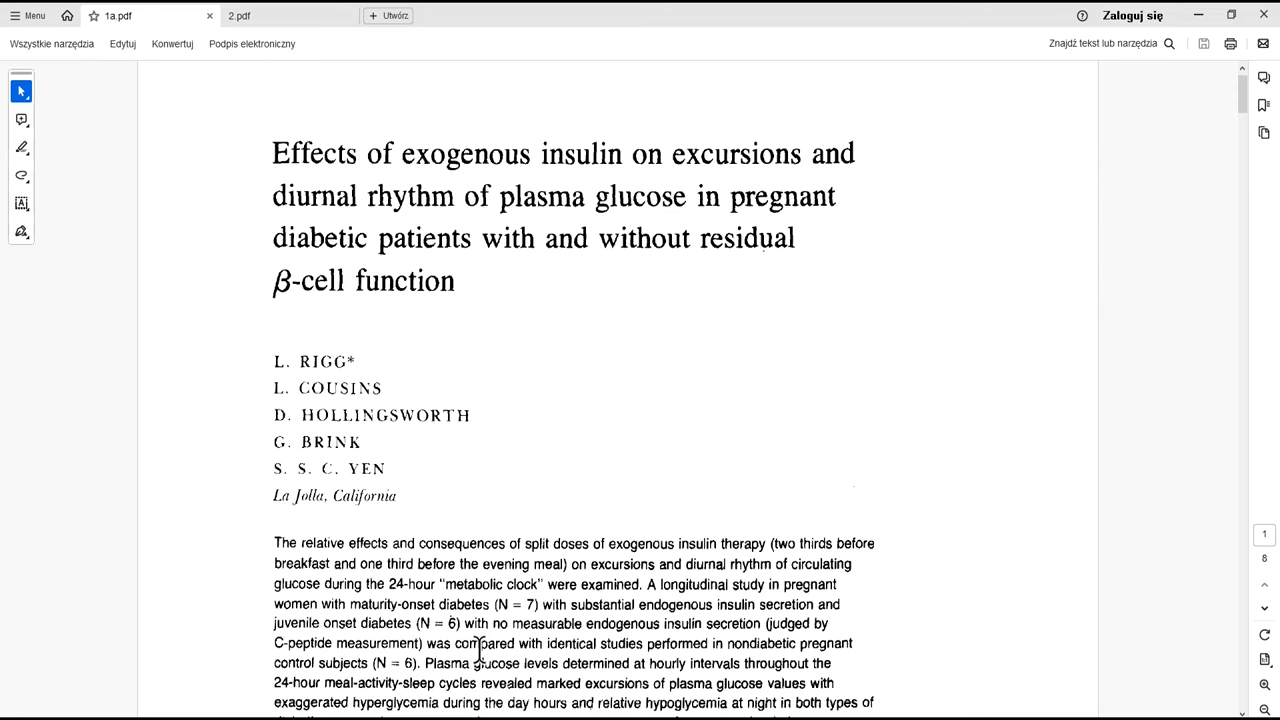 Menu
1a.pdf
2.pdf
Utwórz
Zaloguj się
Wszystkie narzędzia
Edytuj
Konwertuj
Podpis elektroniczny
Znajdź tekst lub narzędzia
Effects of exogenous insulin on excursions and
diurnal rhythm of plasma glucose in pregnant
diabetic patients with and without residual
β-cell function
L. RIGG*
L. COUSINS
D. HOLLINGSWORTH
G. BRINK
S. S. C. YEN
La Jolla, California
The relative effects and consequences of split doses of exogenous insulin therapy (two thirds before
breakfast and one third before the evening meal) on excursions and diurnal rhythm of circulating
glucose during the 24-hour "metabolic clock" were examined. A longitudinal study in pregnant
women with maturity-onset diabetes (N = 7) with substantial endogenous insulin secretion and
juvenile onset diabetes (N = 6) with no measurable endogenous insulin secretion (judged by
C-peptide measurement) was compared with identical studies performed in nondiabetic pregnant
control subjects (N = 6). Plasma glucose levels determined at hourly intervals throughout the
24-hour meal-activity-sleep cycles revealed marked excursions of plasma glucose values with
exaggerated hyperglycemia during the day hours and relative hypoglycemia at night in both types of
1
8